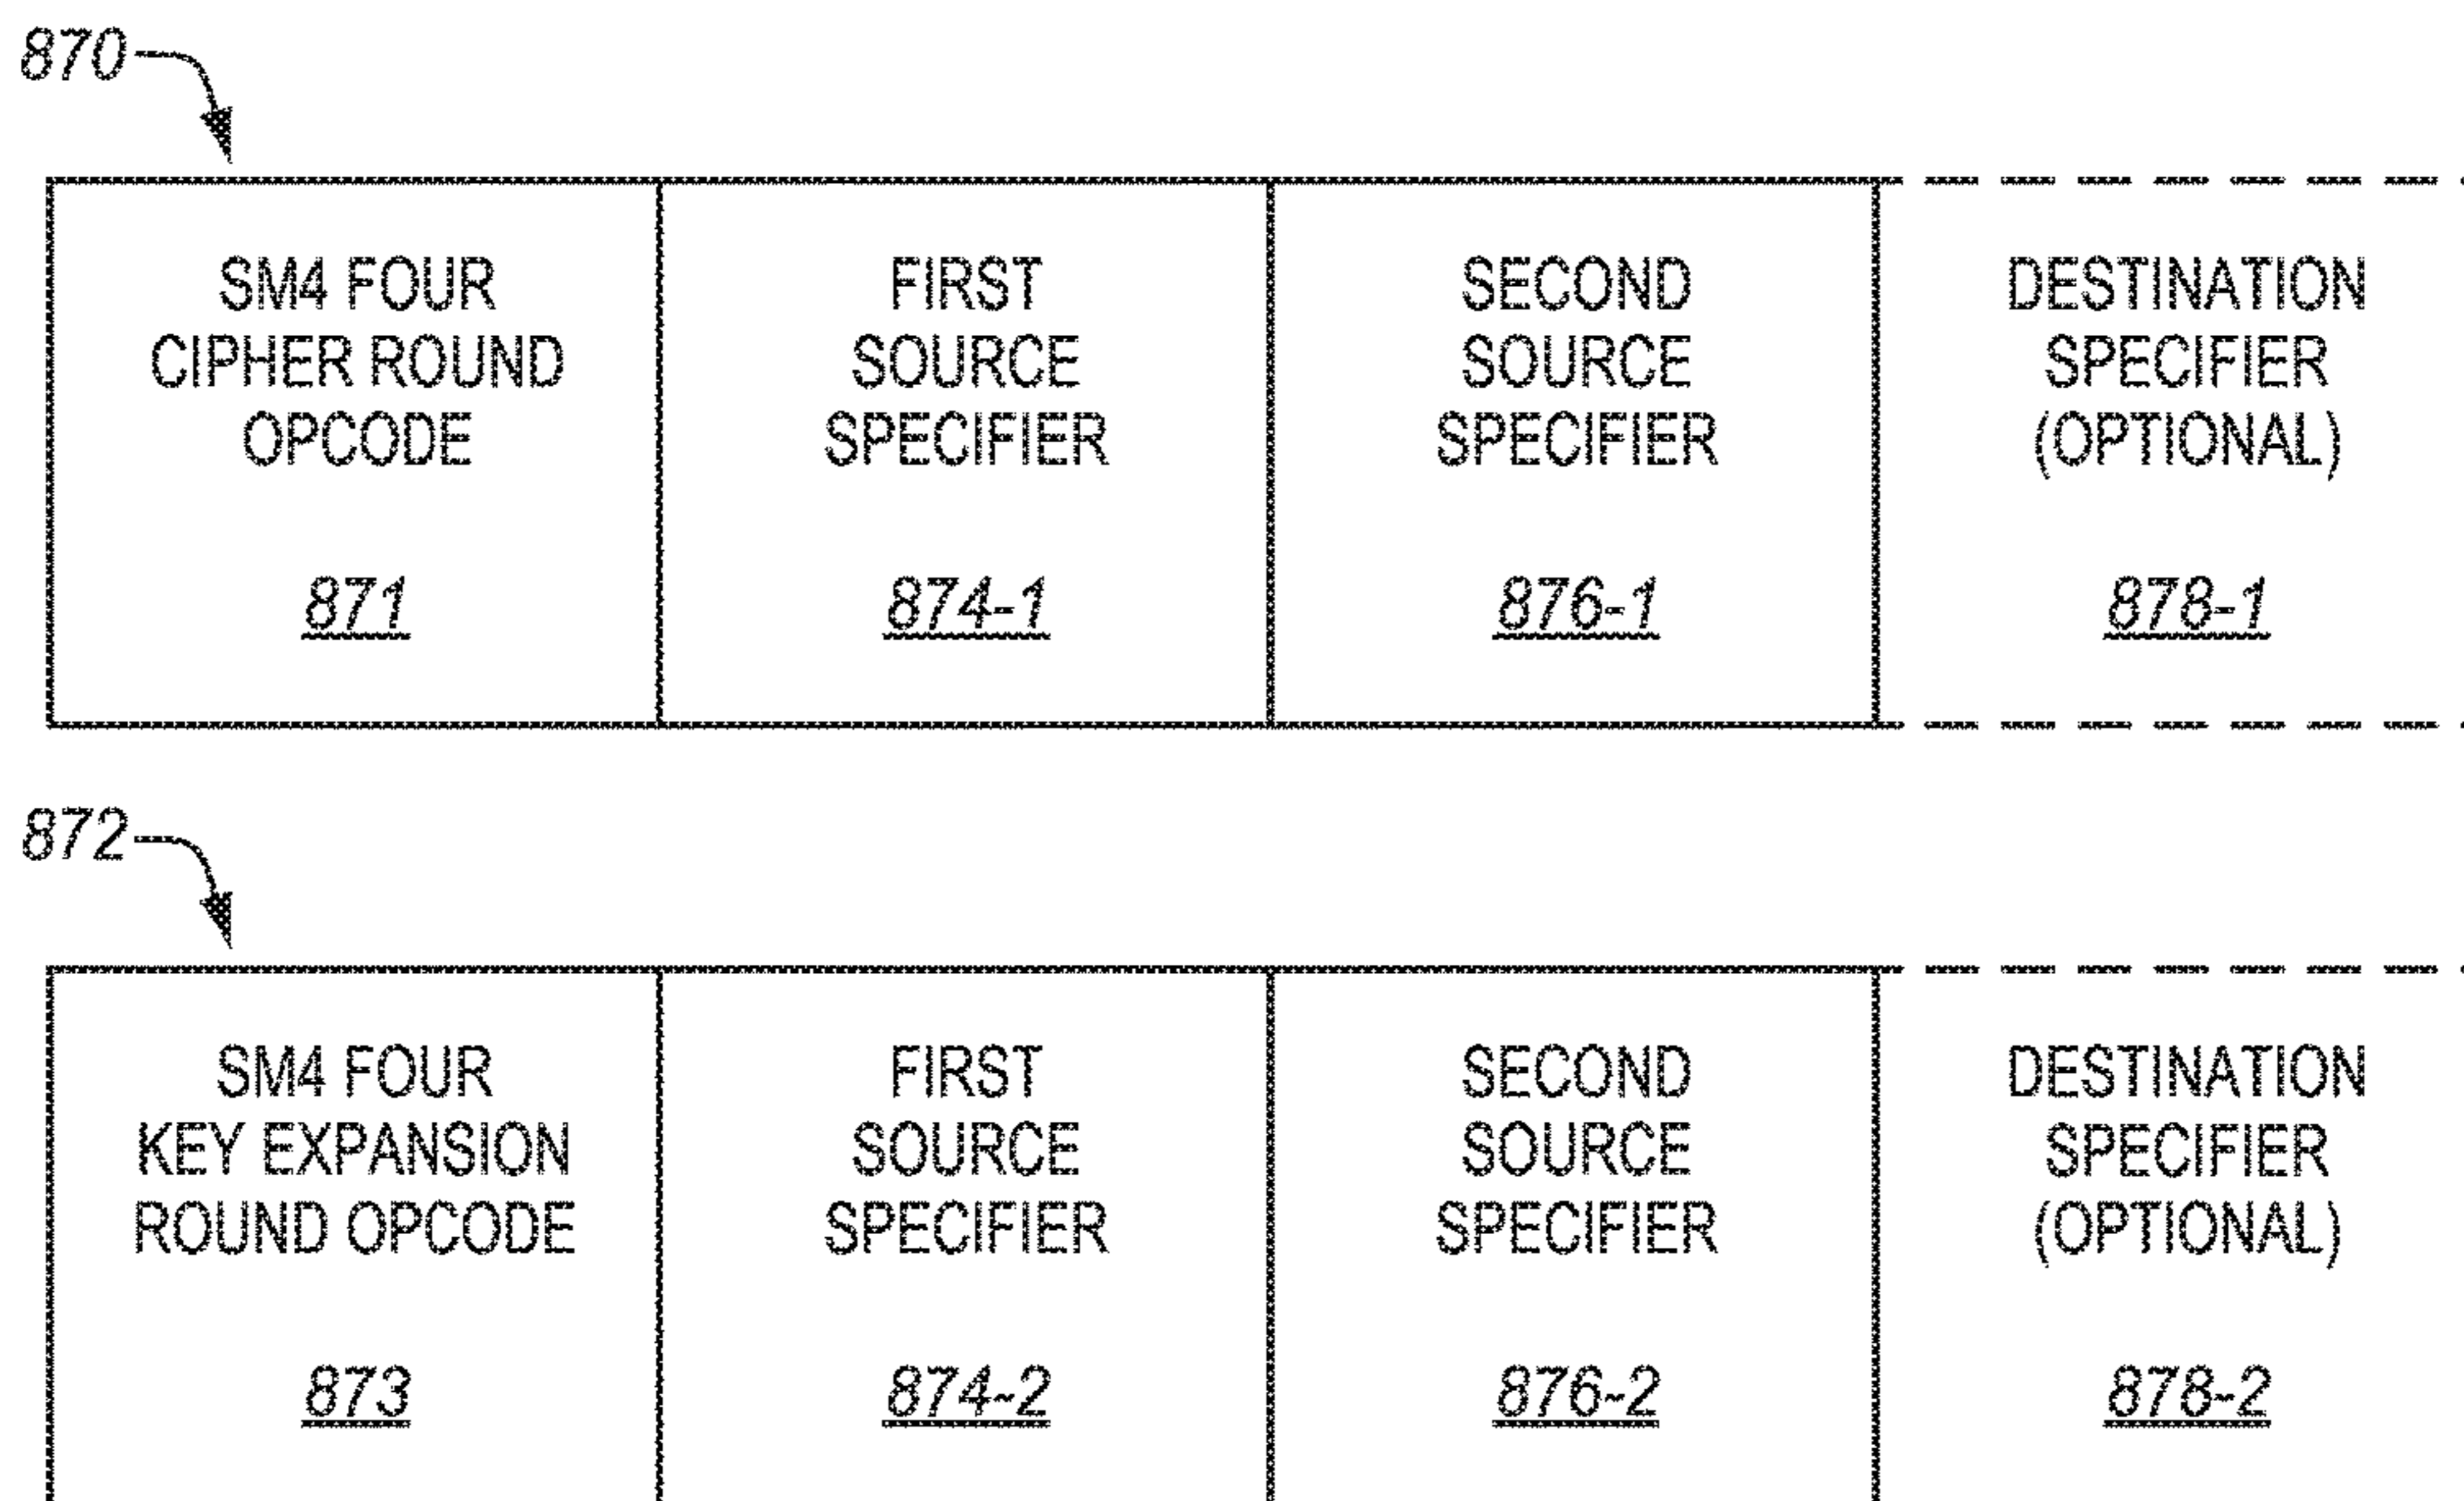 870
SM4 FOUR
CIPHER ROUND
OPCODE
871
FIRST
SOURCE
SPECIFIER
874-1
SECOND
SOURCE
SPECIFIER
876-1
DESTINATION
SPECIFIER
(OPTIONAL)
878-1
872
SM4 FOUR
KEY EXPANSION
ROUND OPCODE
873
FIRST
SOURCE
SPECIFIER
874-2
SECOND
SOURCE
SPECIFIER
876-2
DESTINATION
SPECIFIER
(OPTIONAL)
878-2